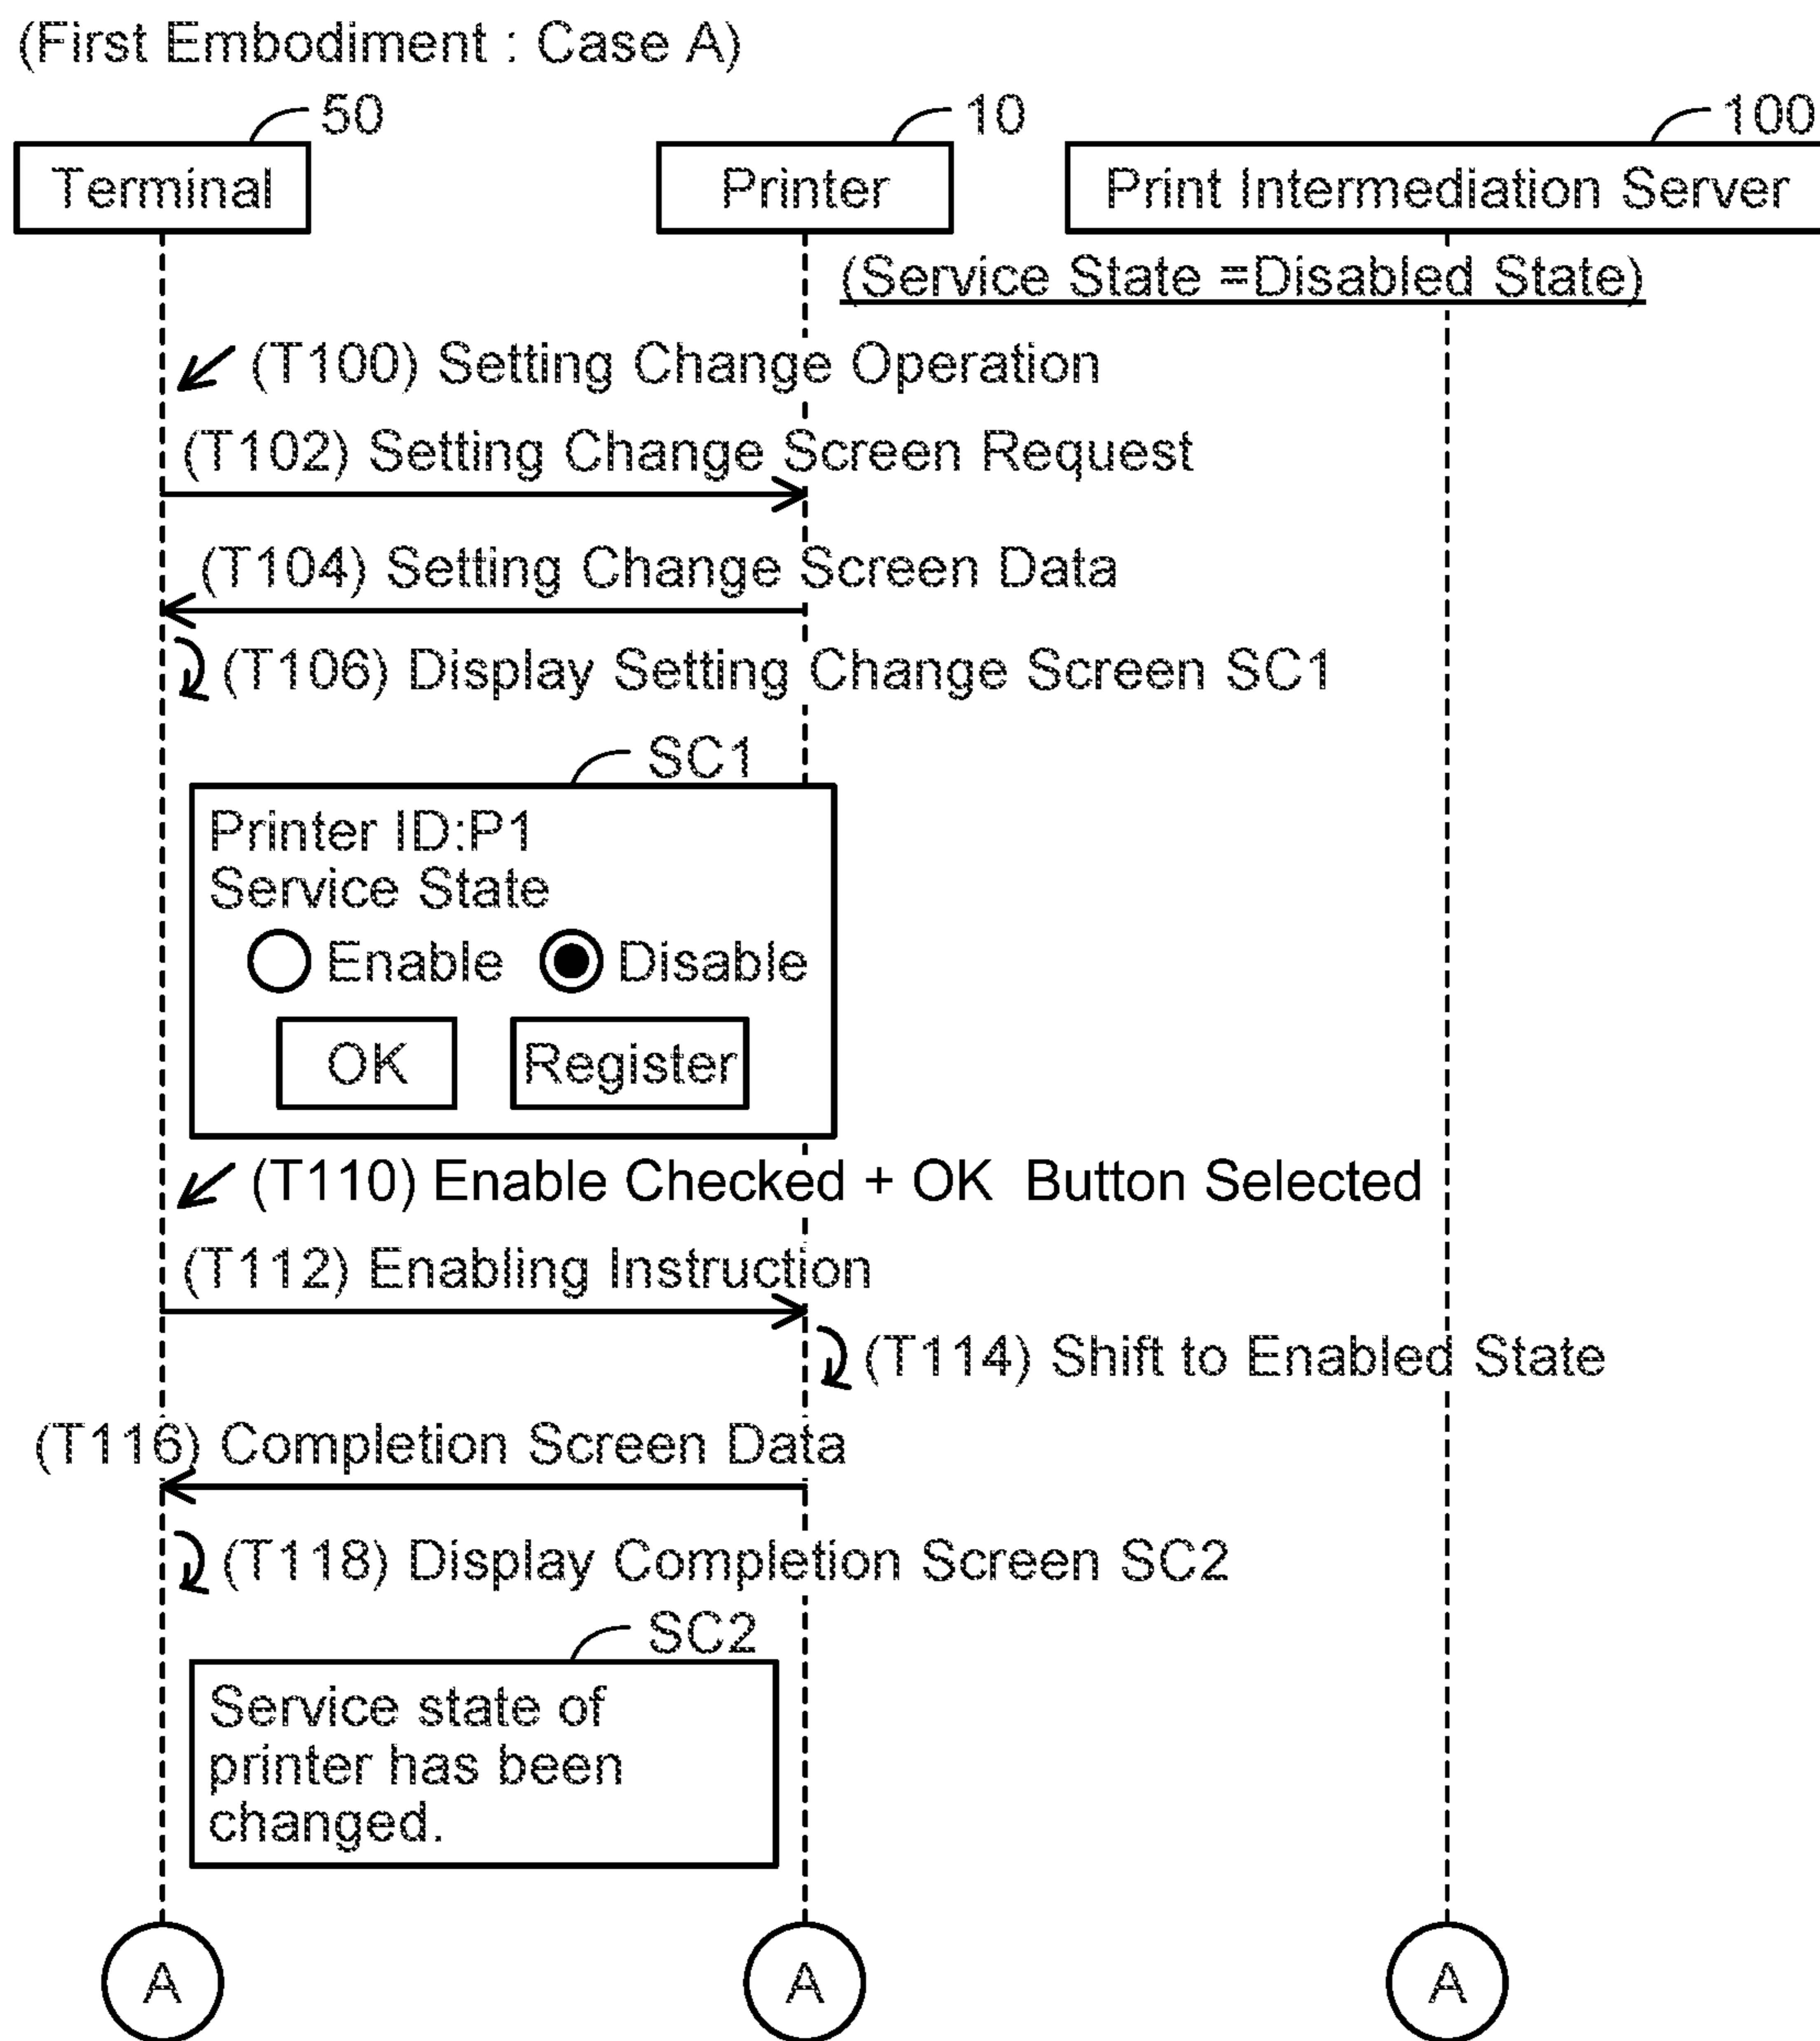 (First Embodiment : Case A)
50
10
100
Terminal
Printer
Print Intermediation Server
(Service State =Disabled State)
(T100) Setting Change Operation
(T102) Setting Change Screen Request
(T104) Setting Change Screen Data
(T106) Display Setting Change Screen SC1
SC1
Printer ID:P1
Service State
Enable Disable
OK Register
(T110) Enable Checked + OK Button Selected
(T112) Enabling Instruction
(T114) Shift to Enabled State
(T116) Completion Screen Data
(T118) Display Completion Screen SC2
SC2
Service state of
printer has been
changed.
A
A
A